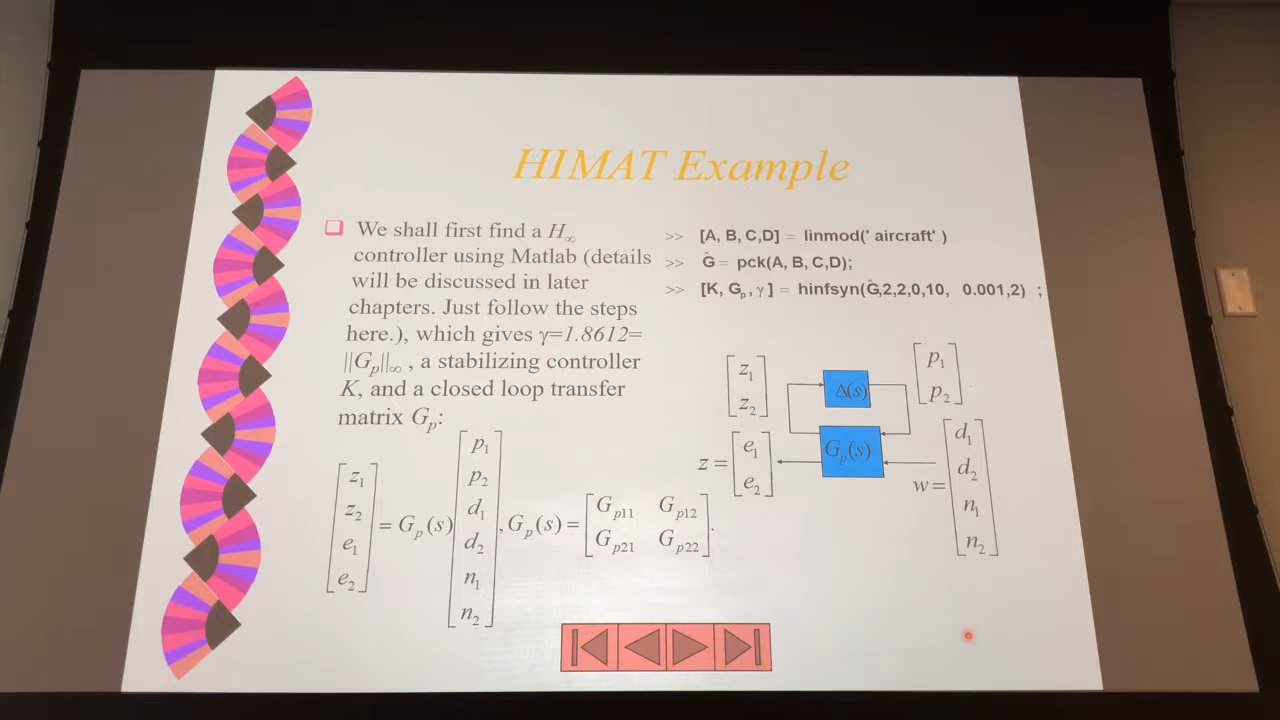 HIMAT Example
❑ We shall first find a H∞
controller using Matlab (details
will be discussed in later
chapters. Just follow the steps
here.), which gives γ=1.8612=
||Gp||∞ , a stabilizing controller
K, and a closed loop transfer
matrix Gp:
[z1 z2 e1 e2] = Gp(s) [p1 p2 d1 d2 n1 n2] , Gp(s) = [Gp11 Gp12 Gp21 Gp22].
>> [A, B, C,D] = linmod(' aircraft' )
>> Ĝ = pck(A, B, C,D);
>> [K, Gp, γ ] = hinfsyn(Ĝ,2,2,0,10, 0.001,2) ;
[z1 z2]
Δ(s)
[p1 p2]
z = [e1 e2]
Gp(s)
w = [d1 d2 n1 n2]